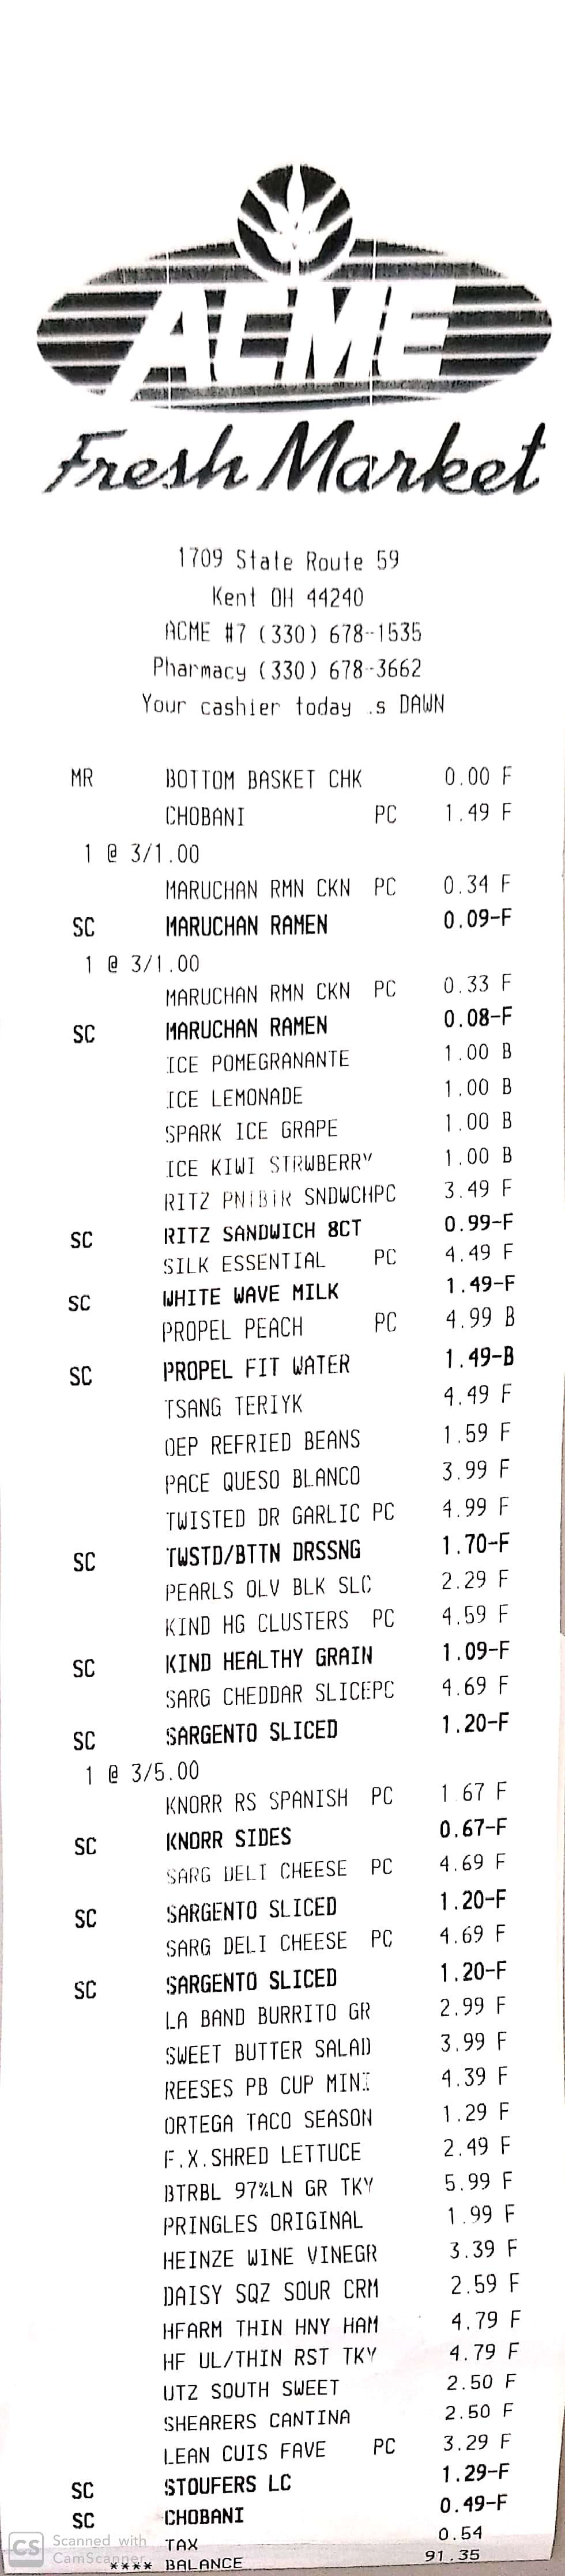 ACME
Fresh Market
1709 State Route 59
Kent OH 44240
ACME #7 (330) 678-1535
Pharmacy (330) 678-3662
Your cashier today .s DAWN
MR BOTTOM BASKET CHK 0.00 F
CHOBANI PC 1.49 F
1 @ 3/1.00
MARUCHAN RMN CKN PC 0.34 F
SC MARUCHAN RAMEN 0.09-F
1 @ 3/1.00
MARUCHAN RMN CKN PC 0.33 F
SC MARUCHAN RAMEN 0.08-F
ICE POMEGRANANTE 1.00 B
ICE LEMONADE 1.00 B
SPARK ICE GRAPE 1.00 B
ICE KIWI STRWBERRY 1.00 B
RITZ PNTBTR SNDWCHPC 3.49 F
SC RITZ SANDWICH 8CT 0.99-F
SILK ESSENTIAL PC 4.49 F
SC WHITE WAVE MILK 1.49-F
PROPEL PEACH PC 4.99 B
SC PROPEL FIT WATER 1.49-B
TSANG TERIYK 4.49 F
OEP REFRIED BEANS 1.59 F
PACE QUESO BLANCO 3.99 F
TWISTED DR GARLIC PC 4.99 F
SC TWSTD/BTTN DRSSNG 1.70-F
PEARLS OLV BLK SLC 2.29 F
KIND HG CLUSTERS PC 4.59 F
SC KIND HEALTHY GRAIN 1.09-F
SARG CHEDDAR SLICEPC 4.69 F
SC SARGENTO SLICED 1.20-F
1 @ 3/5.00
KNORR RS SPANISH PC 1.67 F
SC KNORR SIDES 0.67-F
SARG DELI CHEESE PC 4.69 F
SC SARGENTO SLICED 1.20-F
SARG DELI CHEESE PC 4.69 F
SC SARGENTO SLICED 1.20-F
LA BAND BURRITO GR 2.99 F
SWEET BUTTER SALAD 3.99 F
REESES PB CUP MINI 4.39 F
ORTEGA TACO SEASON 1.29 F
F.X.SHRED LETTUCE 2.49 F
BTRBL 97%LN GR TKY 5.99 F
PRINGLES ORIGINAL 1.99 F
HEINZE WINE VINEGR 3.39 F
DAISY SQZ SOUR CRM 2.59 F
HFARM THIN HNY HAM 4.79 F
HF UL/THIN RST TKY 4.79 F
UTZ SOUTH SWEET 2.50 F
SHEARERS CANTINA 2.50 F
LEAN CUIS FAVE PC 3.29 F
SC STOUFERS LC 1.29-F
SC CHOBANI 0.49-F
TAX 0.54
**** BALANCE 91.35
CS Scanned with
CamScanner